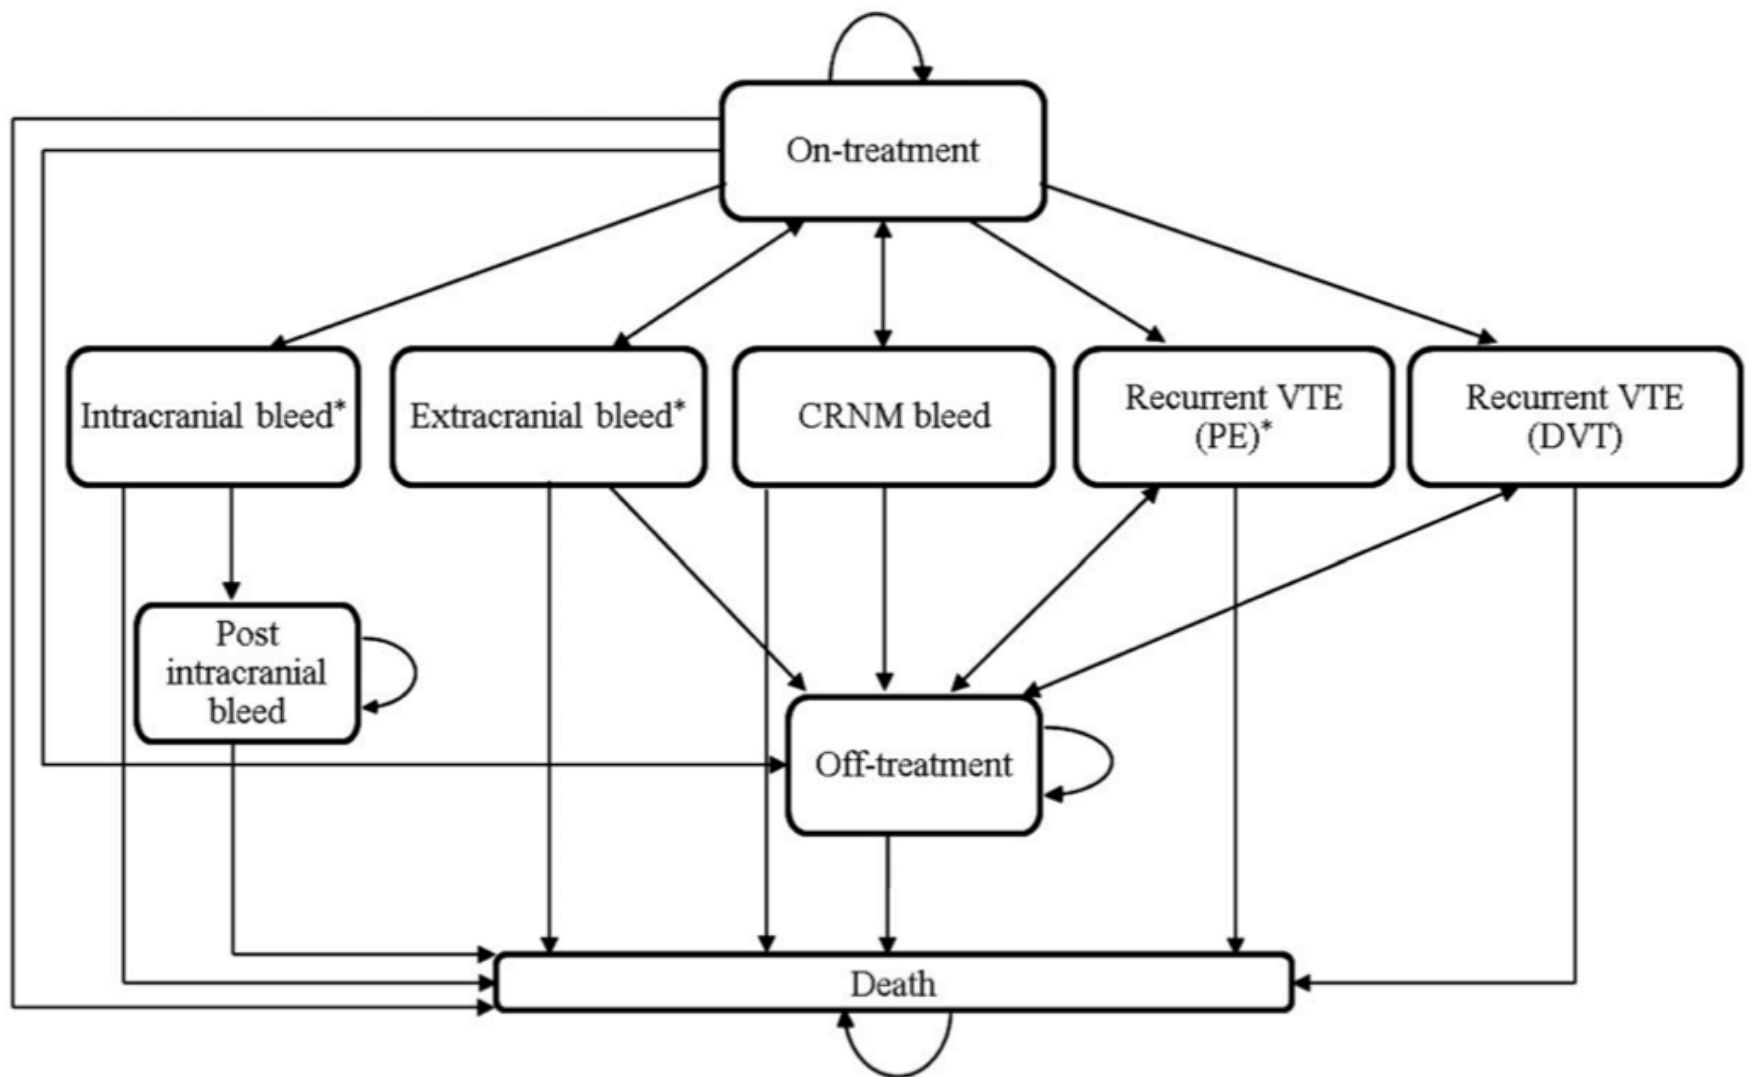 On-treatment
Intracranial bleed*
Extracranial bleed*
CRNM bleed
Recurrent VTE
(PE)*
Recurrent VTE
(DVT)
Post
intracranial
bleed
Off-treatment
Death